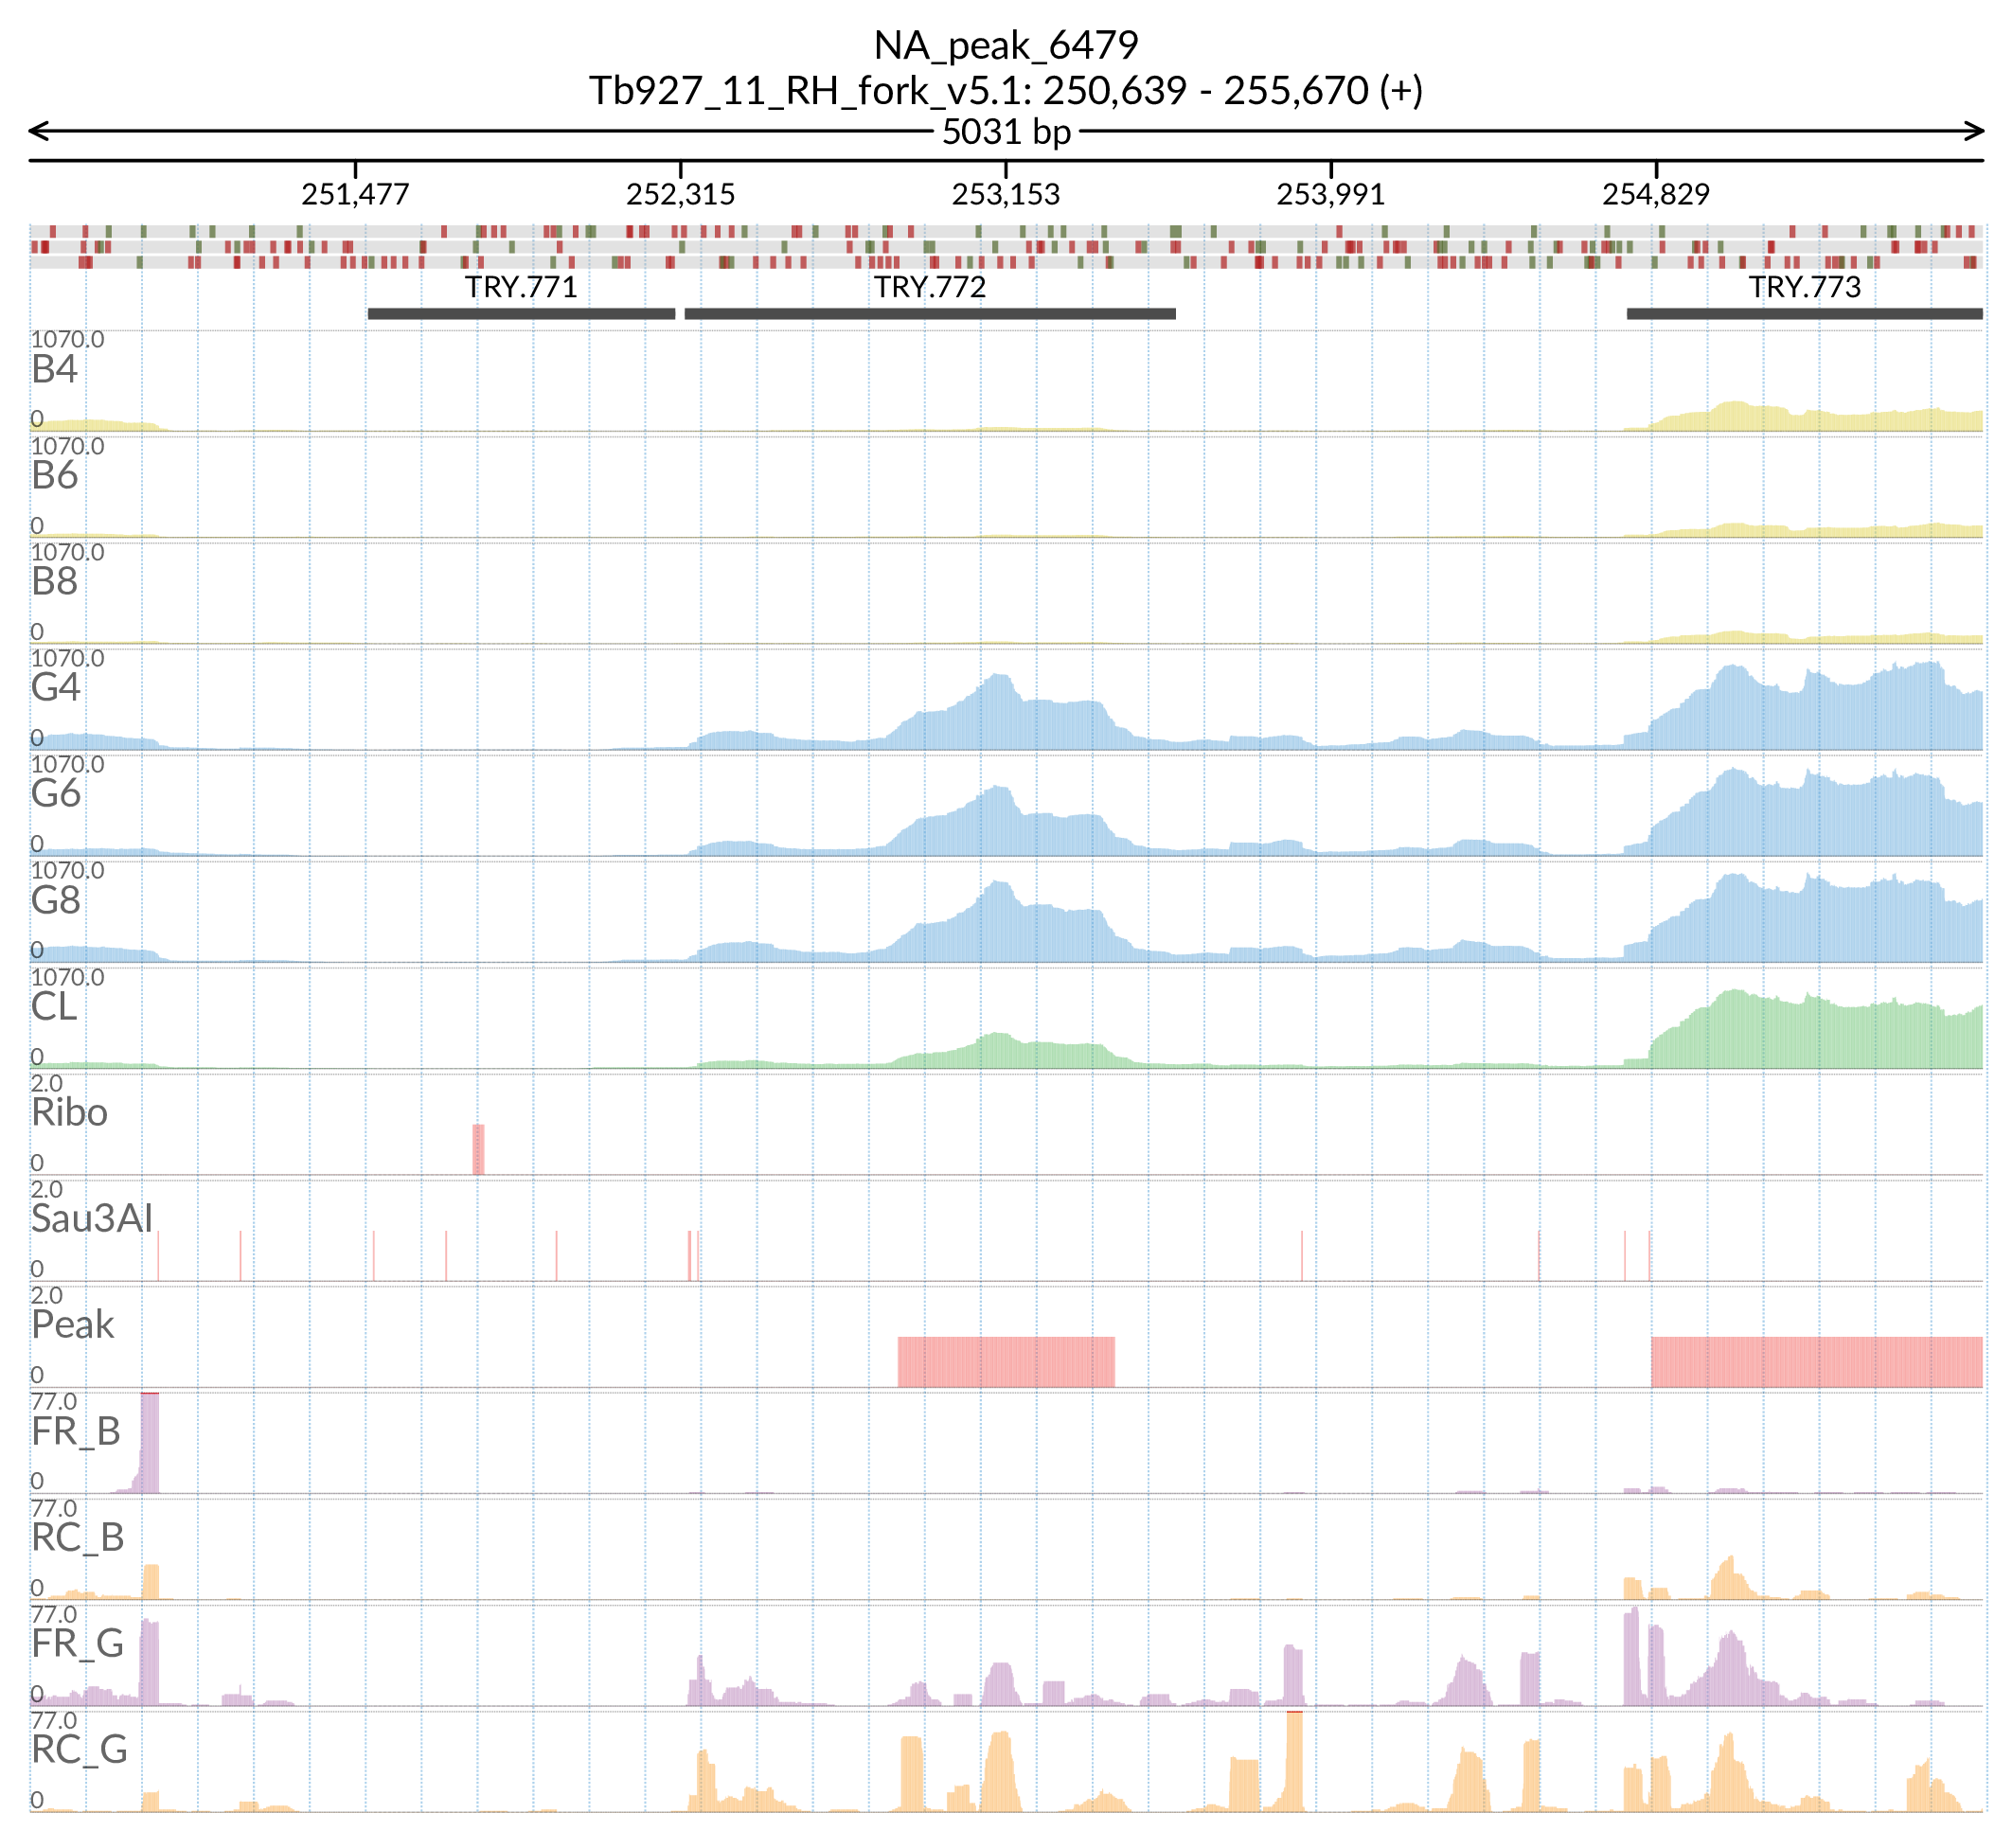 NA_peak_6479
Tb927_11_RH_fork_v5.1: 250,639 - 255,670 (+)
5031 bp
251,477 252,315 253,153 253,991 254,829
TRY.771 TRY.772 TRY.773
1070.0
B4
0
1070.0
B6
0
1070.0
B8
0
1070.0
G4
0
1070.0
G6
0
1070.0
G8
0
1070.0
CL
0
2.0
Ribo
0
2.0
Sau3AI
0
2.0
Peak
0
77.0
FR_B
0
77.0
RC_B
0
77.0
FR_G
0
77.0
RC_G
0